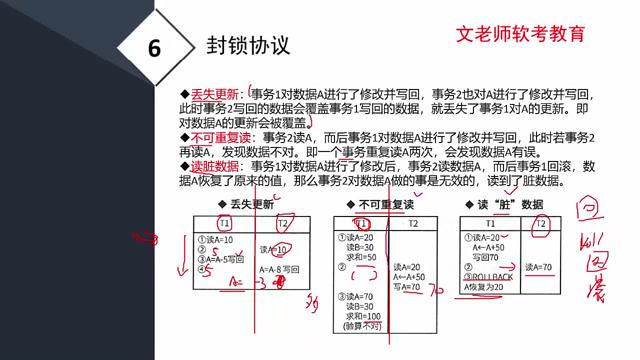 6
封锁协议
文老师软考教育
◆丢失更新：事务1对数据A进行了修改并写回，事务2也对A进行了修改并写回，
此时事务2写回的数据会覆盖事务1写回的数据，就丢失了事务1对A的更新。即
对数据A的更新会被覆盖。
◆不可重复读：事务2读A，而后事务1对数据A进行了修改并写回，此时若事务2
再读A，发现数据不对。即一个事务重复读A两次，会发现数据A有误。
◆读脏数据：事务1对数据A进行了修改后，事务2读数据A，而后事务1回滚，数
据A恢复了原来的值，那么事务2对数据A做的事是无效的，读到了脏数据。
◆ 丢失更新
T1
T2
①读A=10
②
读A=10
③A=A-5写回
④
A=A-8 写回
5
5
A= -3
◆ 不可重复读
T1
T2
①读A=20
读B=30
求和=50
②
读A=20
A←A+50
写A=70
70
③读A=70
读B=30
求和=100
(验算不对)
◆ 读“脏”数据
T1
T2
①读A=20
A←A+50
写回70
②
读A=70
③ROLLBACK
A恢复为20
回
roll
回
滚